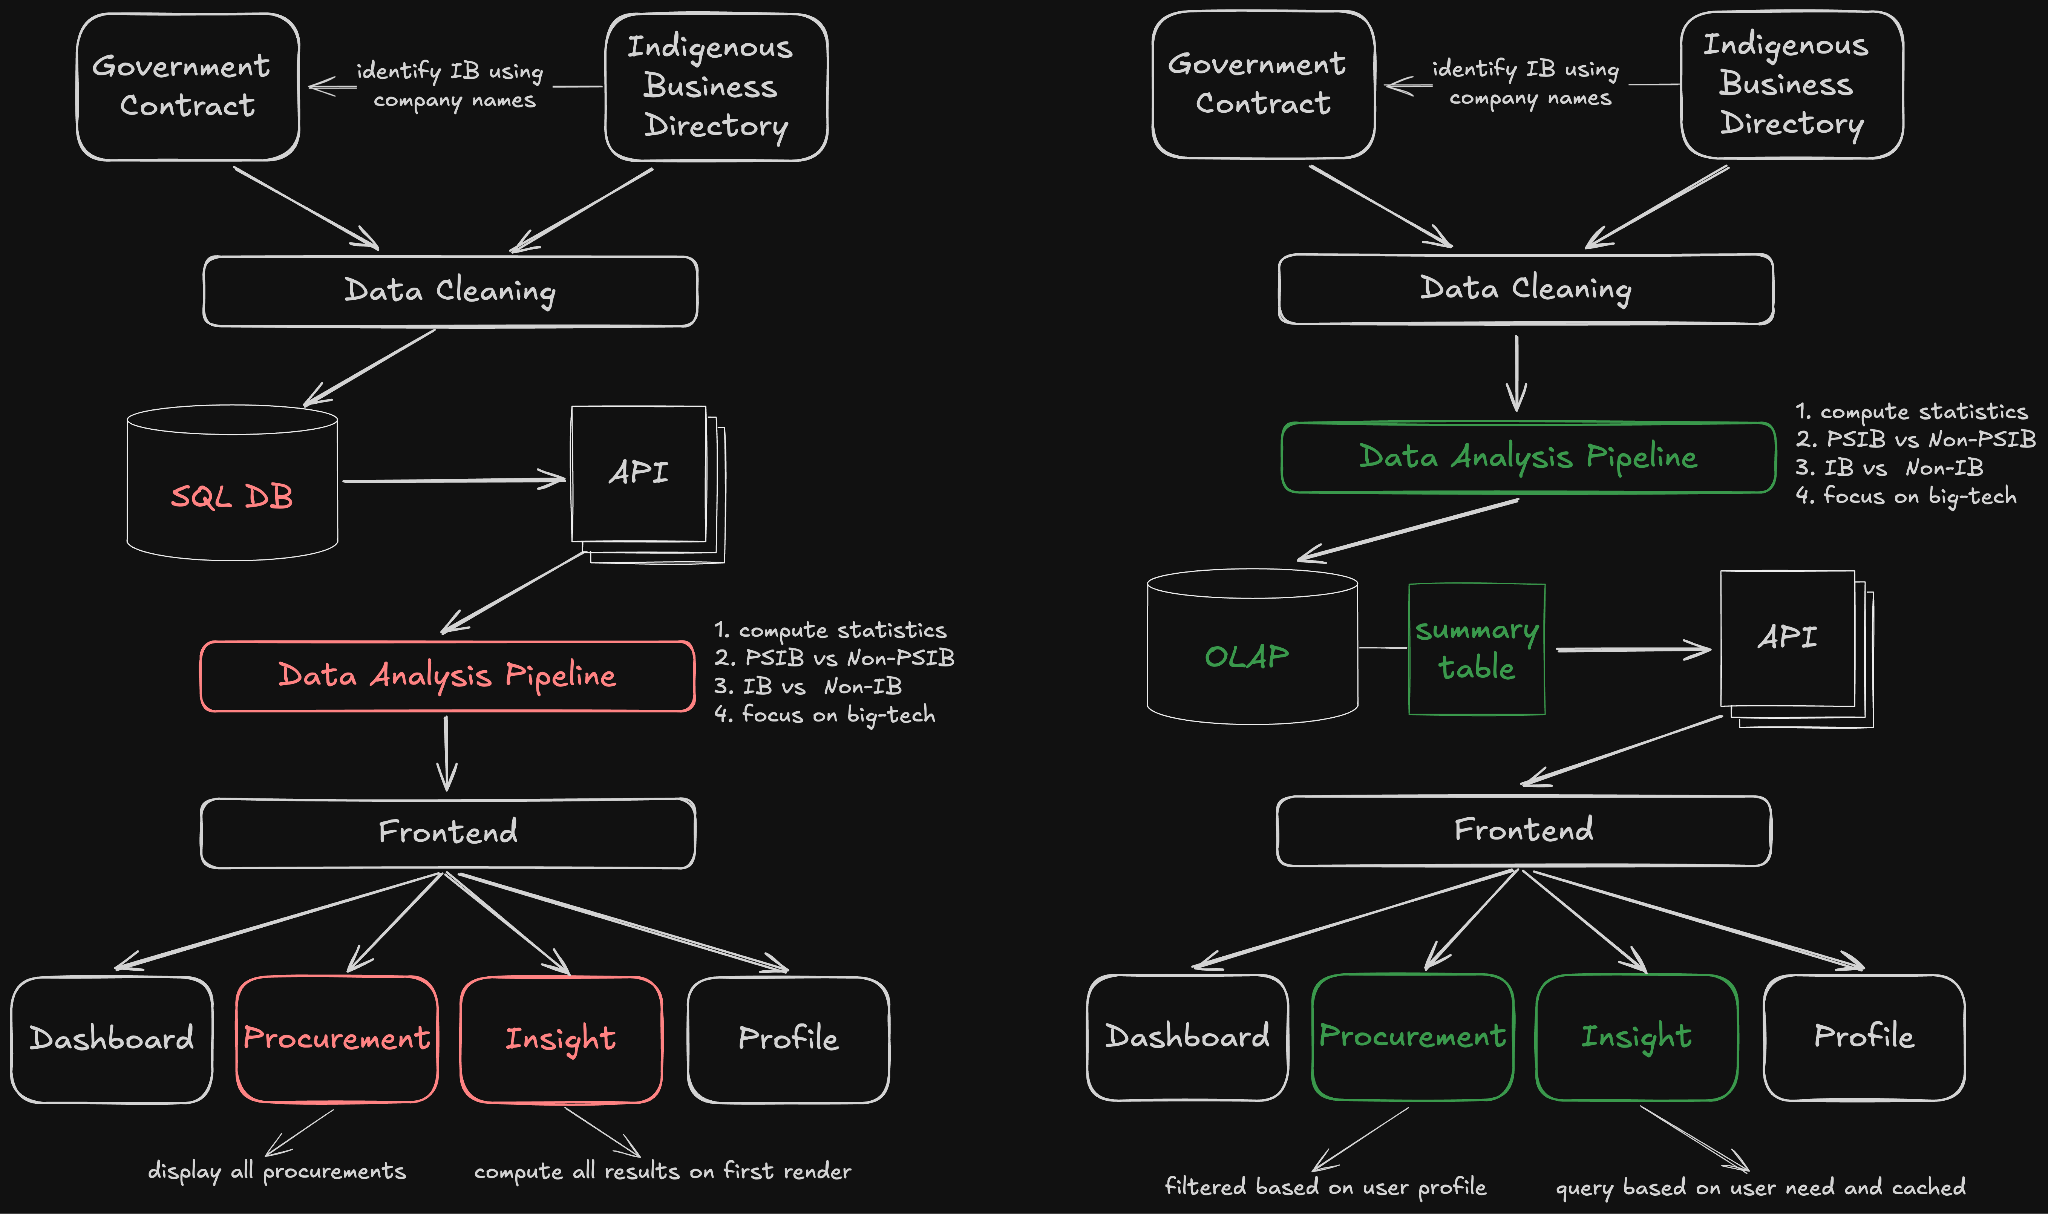 Government
Contract
identify IB using
company names
Indigenous
Business
Directory
Data Cleaning
SQL DB
API
Data Analysis Pipeline
1. compute statistics
2. PSIB vs Non-PSIB
3. IB vs Non-IB
4. focus on big-tech
Frontend
Dashboard
Procurement
Insight
Profile
display all procurements
compute all results on first render
Government
Contract
identify IB using
company names
Indigenous
Business
Directory
Data Cleaning
Data Analysis Pipeline
1. compute statistics
2. PSIB vs Non-PSIB
3. IB vs Non-IB
4. focus on big-tech
OLAP
summary
table
API
Frontend
Dashboard
Procurement
Insight
Profile
filtered based on user profile
query based on user need and cached